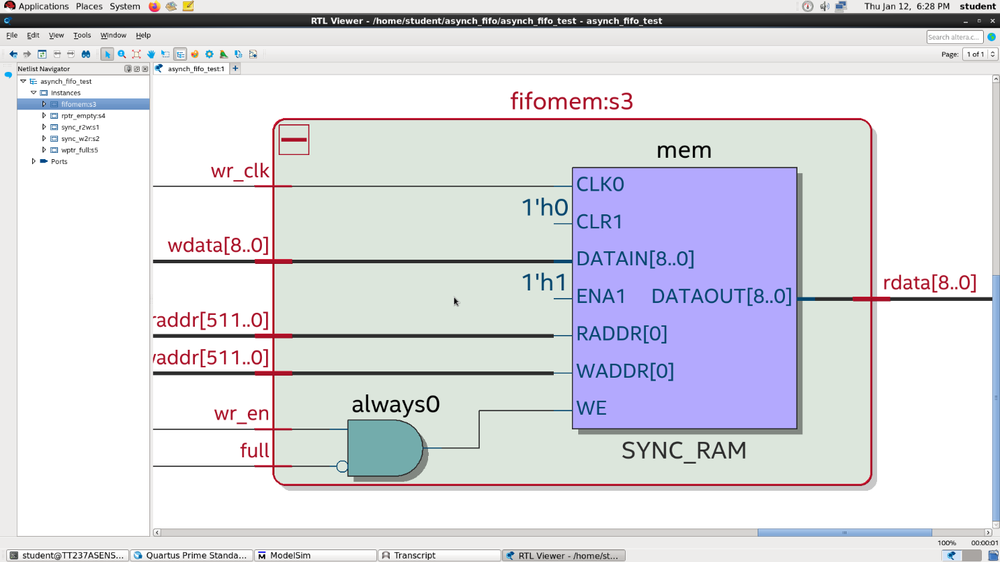 Applications Places System
Thu Jan 12, 6:28 PM student
RTL Viewer - /home/student/asynch_fifo/asynch_fifo_test - asynch_fifo_test
File Edit View Tools Window Help
Search altera.c...
Page: 1 of 1
Netlist Navigator
asynch_fifo_test:1
asynch_fifo_test
Instances
fifomem:s3
rptr_empty:s4
sync_r2w:s1
sync_w2r:s2
wptr_full:s5
Ports
fifomem:s3
mem
wr_clk
CLK0
1'h0
CLR1
wdata[8..0]
DATAIN[8..0]
1'h1
ENA1 DATAOUT[8..0]
rdata[8..0]
raddr[511..0]
RADDR[0]
waddr[511..0]
WADDR[0]
always0
wr_en
WE
full
SYNC_RAM
100% 00:00:01
student@TT237ASENS... Quartus Prime Standa... ModelSim Transcript RTL Viewer - /home/st...